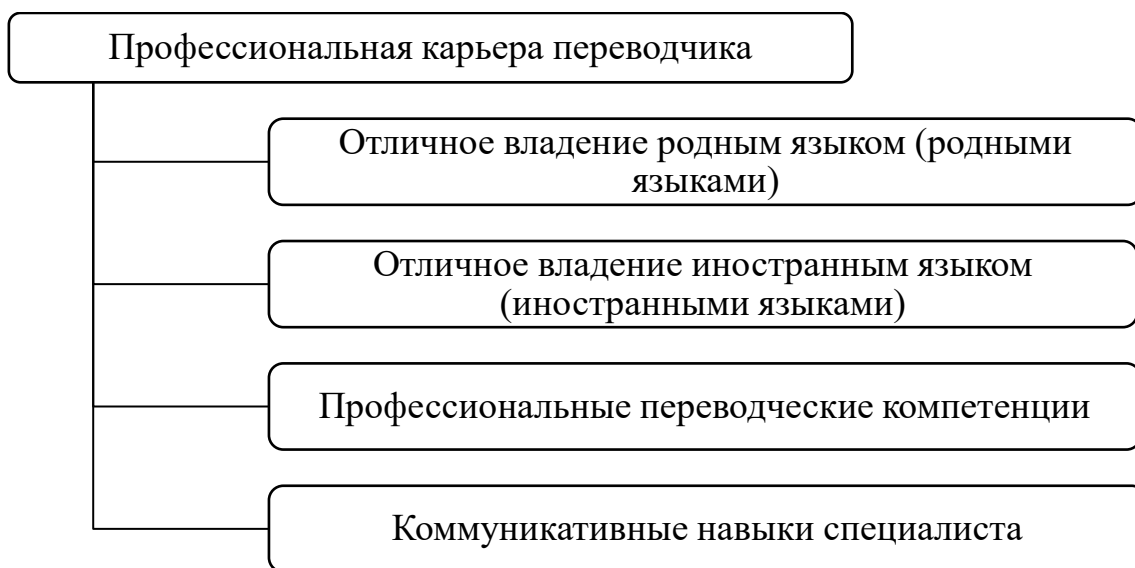 Профессиональная карьера переводчика
Отличное владение родным языком (родными
языками)
Отличное владение иностранным языком
(иностранными языками)
Профессиональные переводческие компетенции
Коммуникативные навыки специалиста